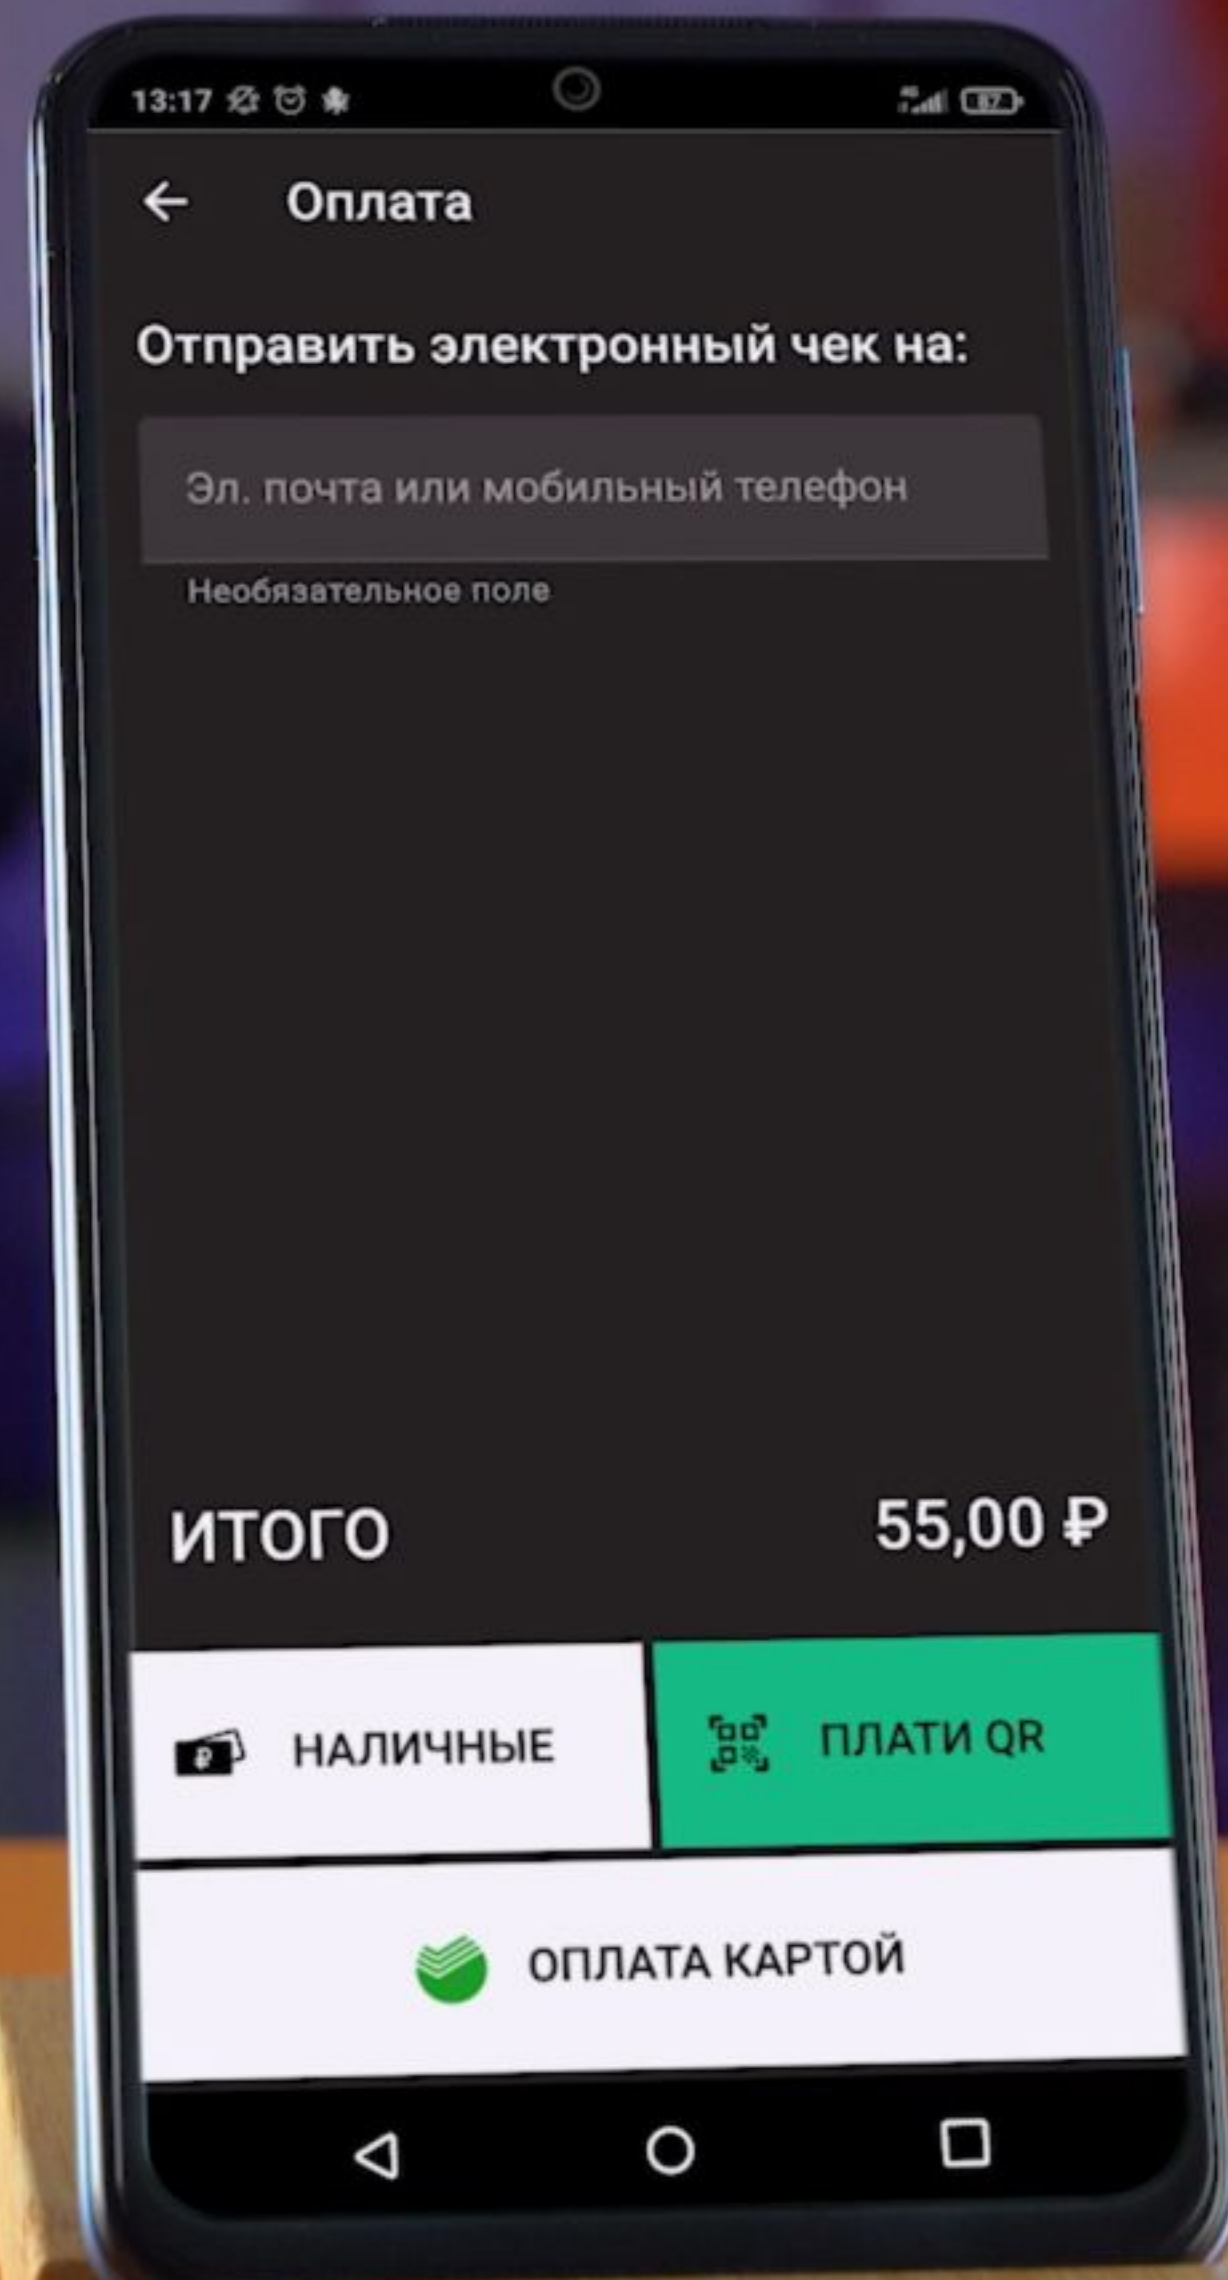 13:17
87
Оплата
Отправить электронный чек на:
Эл. почта или мобильный телефон
Необязательное поле
ИТОГО 55,00 ₽
НАЛИЧНЫЕ ПЛАТИ QR
ОПЛАТА КАРТОЙ